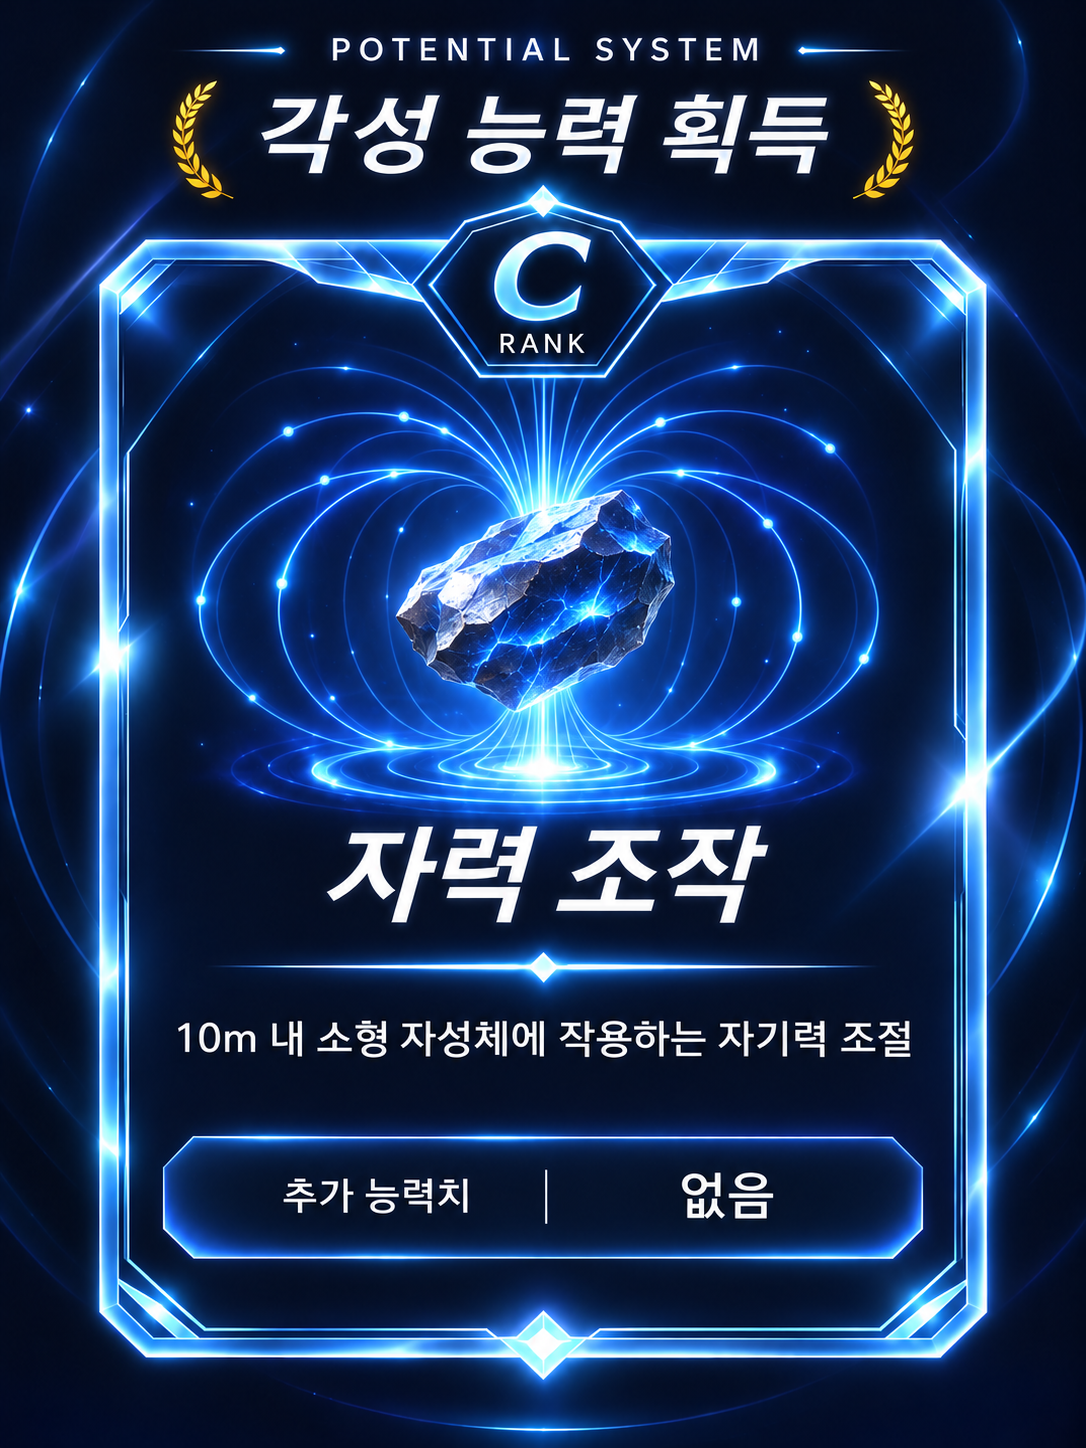 POTENTIAL SYSTEM
각성 능력 획득
C
RANK
자력 조작
10m 내 소형 자성체에 작용하는 자기력 조절
추가 능력치 없음